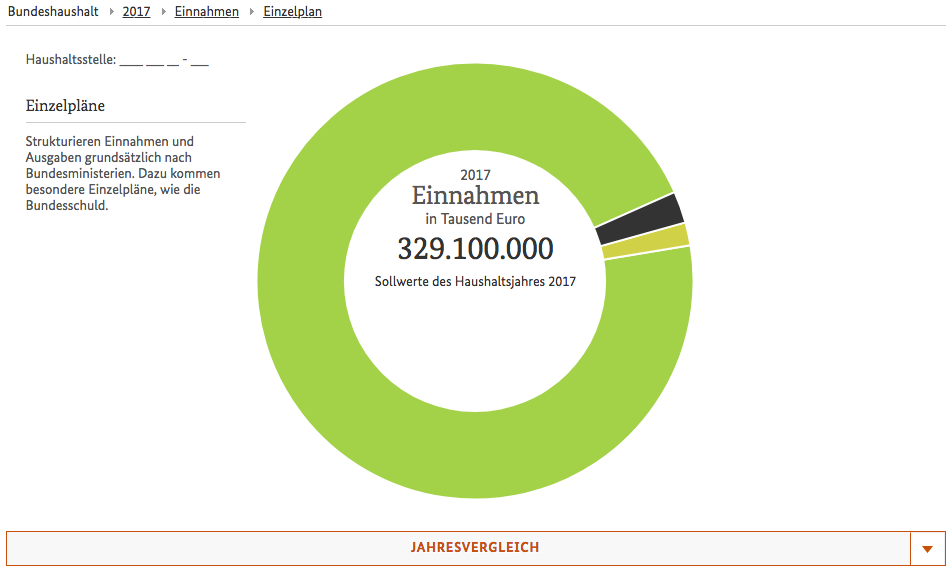 Bundeshaushalt 2017 Einnahmen Einzelplan
Haushaltsstelle: ____ ___ __ - ___
Einzelpläne
Strukturieren Einnahmen und
Ausgaben grundsätzlich nach
Bundesministerien. Dazu kommen
besondere Einzelpläne, wie die
Bundesschuld.
2017
Einnahmen
in Tausend Euro
329.100.000
Sollwerte des Haushaltsjahres 2017
JAHRESVERGLEICH